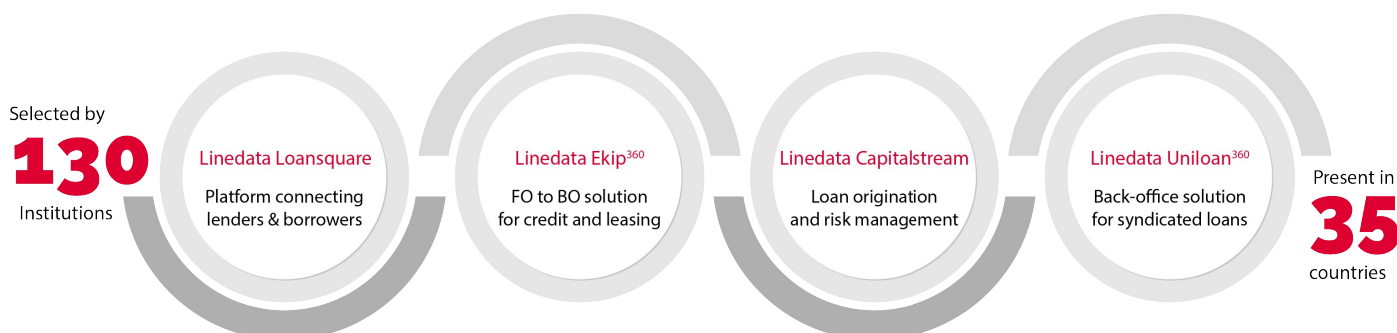 Selected by
130
Institutions
Linedata Loansquare
Platform connecting
lenders & borrowers
Linedata Ekip³⁶⁰
FO to BO solution
for credit and leasing
Linedata Capitalstream
Loan origination
and risk management
Linedata Uniloan³⁶⁰
Back-office solution
for syndicated loans
Present in
35
countries